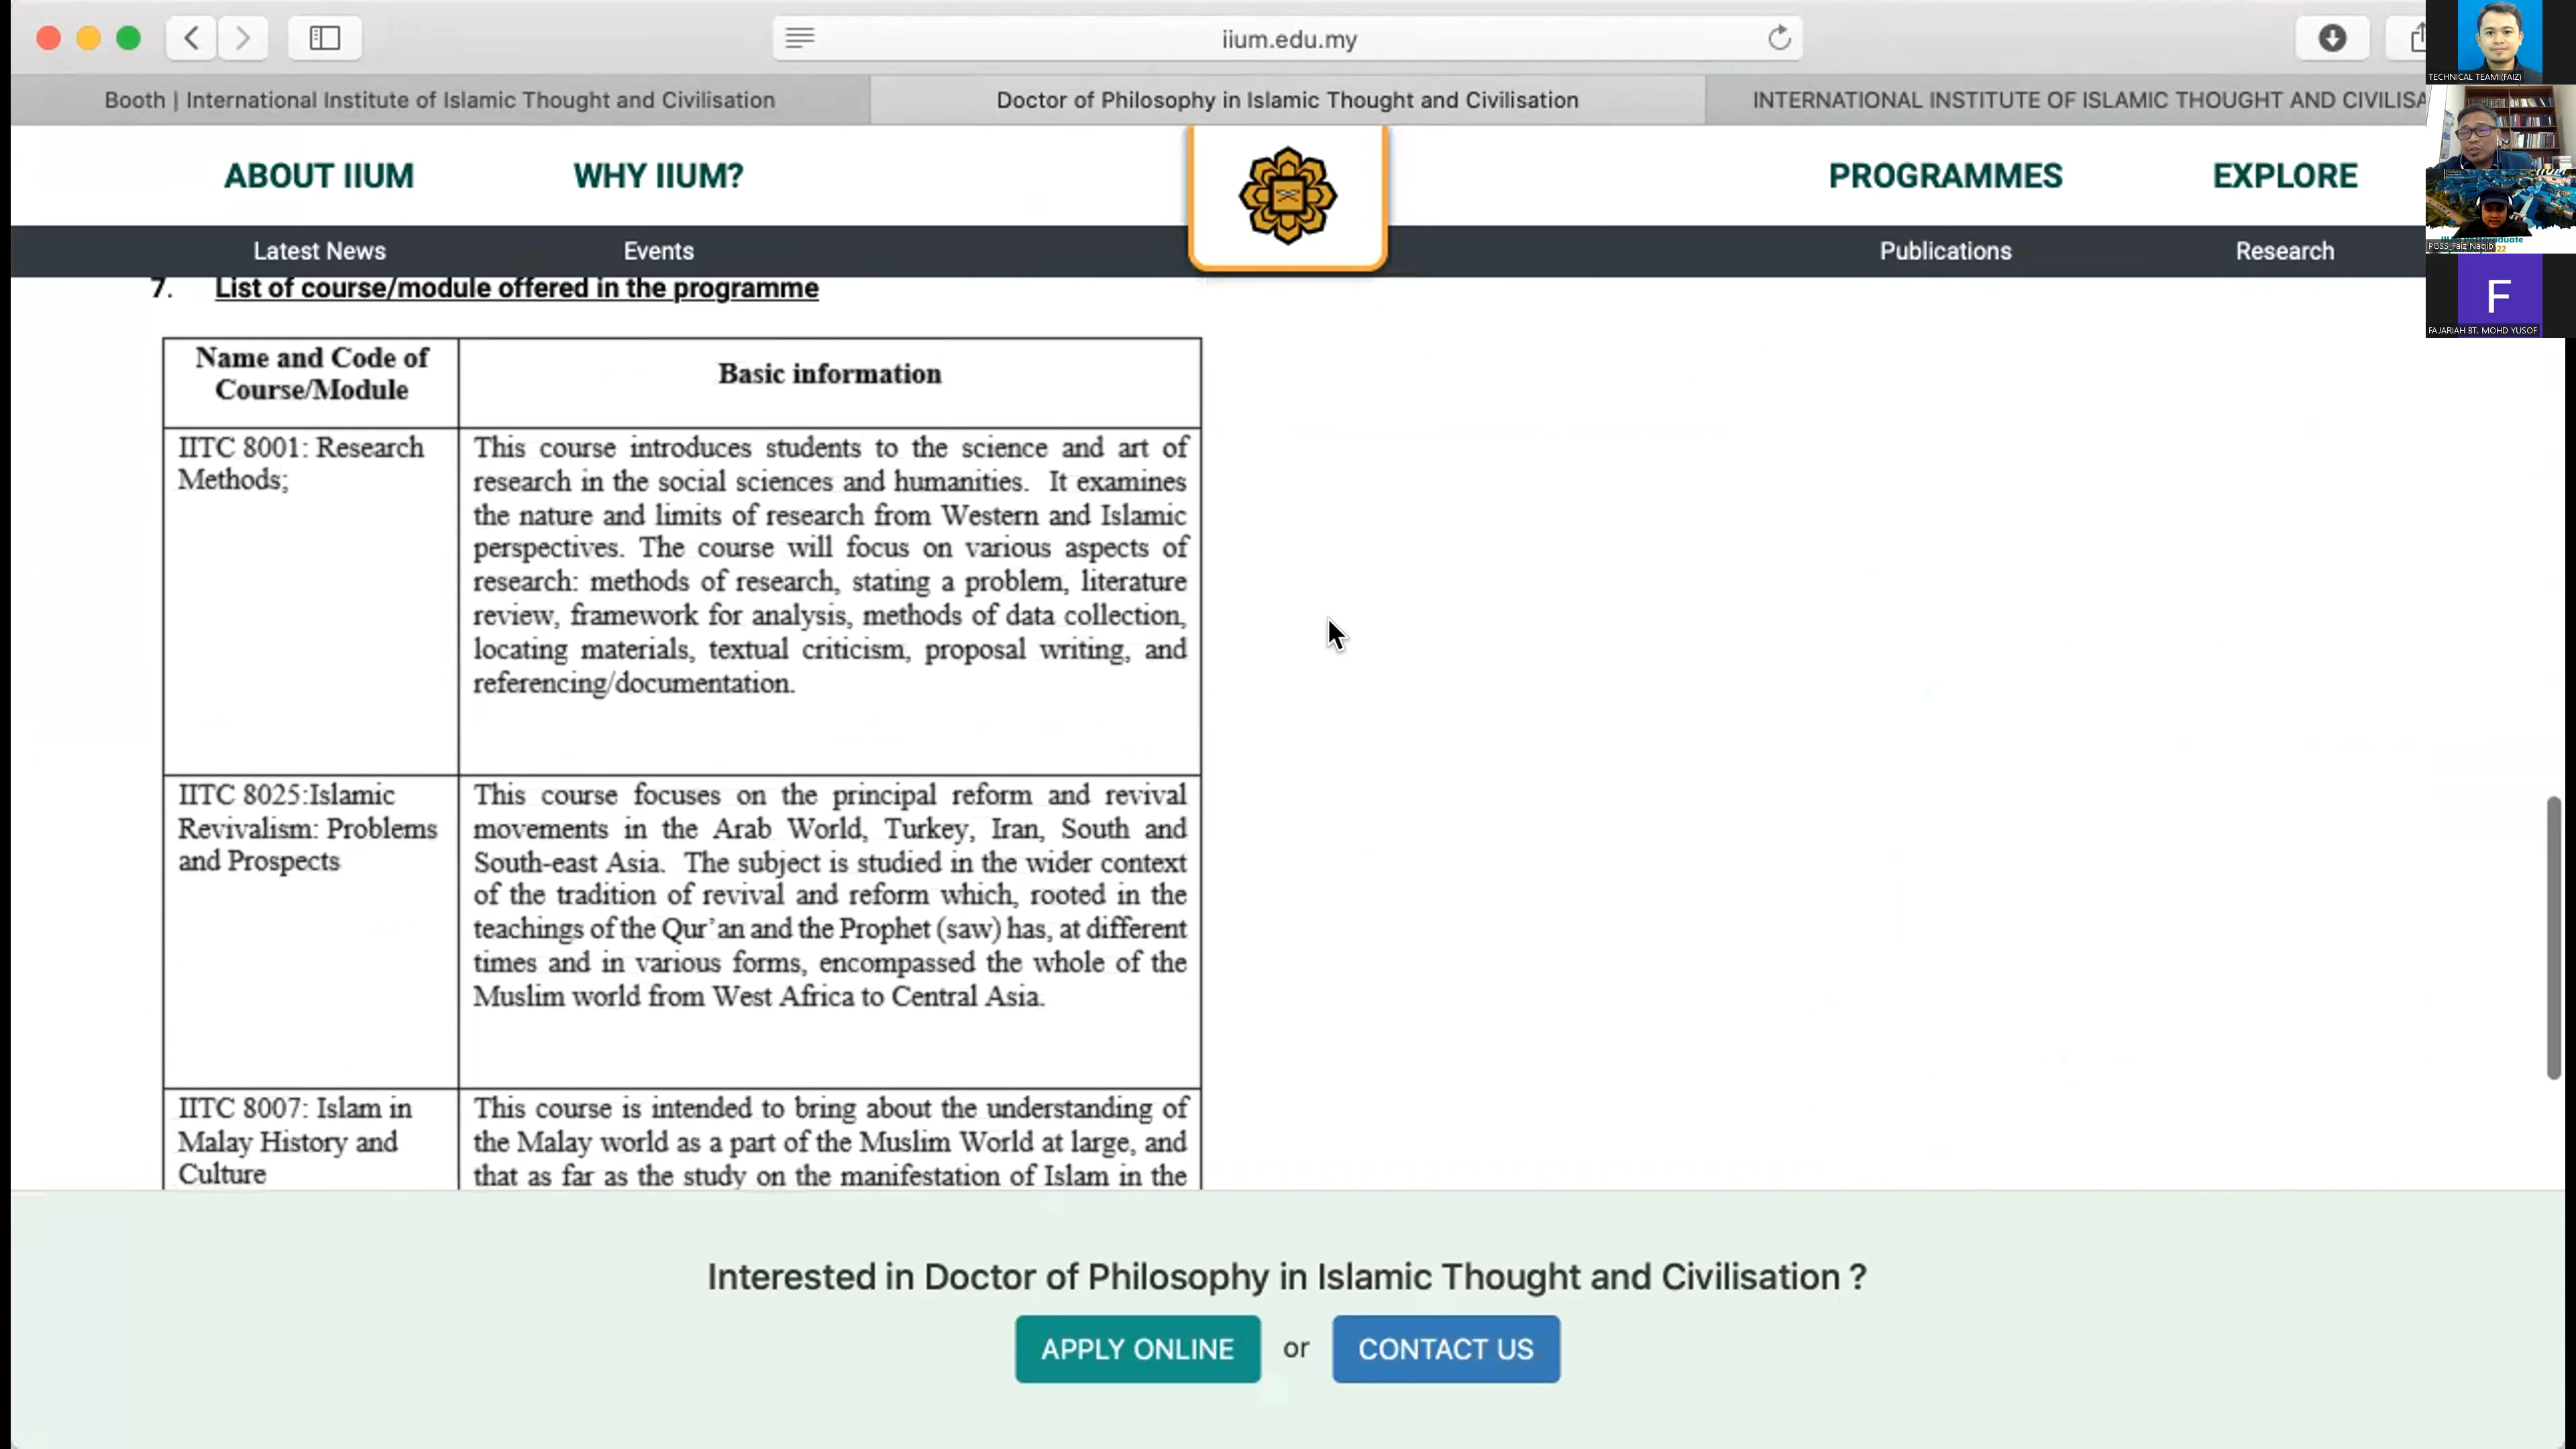 iium.edu.my
Booth | International Institute of Islamic Thought and Civilisation
Doctor of Philosophy in Islamic Thought and Civilisation
INTERNATIONAL INSTITUTE OF ISLAMIC THOUGHT AND CIVILISA
ABOUT IIUM
WHY IIUM?
PROGRAMMES
EXPLORE
Latest News
Events
Publications
Research
7. List of course/module offered in the programme
Name and Code of
Course/Module
Basic information
IITC 8001: Research
Methods;
This course introduces students to the science and art of
research in the social sciences and humanities. It examines
the nature and limits of research from Western and Islamic
perspectives. The course will focus on various aspects of
research: methods of research, stating a problem, literature
review, framework for analysis, methods of data collection,
locating materials, textual criticism, proposal writing, and
referencing/documentation.
IITC 8025:Islamic
Revivalism: Problems
and Prospects
This course focuses on the principal reform and revival
movements in the Arab World, Turkey, Iran, South and
South-east Asia. The subject is studied in the wider context
of the tradition of revival and reform which, rooted in the
teachings of the Qur’an and the Prophet (saw) has, at different
times and in various forms, encompassed the whole of the
Muslim world from West Africa to Central Asia.
IITC 8007: Islam in
Malay History and
Culture
This course is intended to bring about the understanding of
the Malay world as a part of the Muslim World at large, and
that as far as the study on the manifestation of Islam in the
Interested in Doctor of Philosophy in Islamic Thought and Civilisation ?
APPLY ONLINE
or
CONTACT US
TECHNICAL TEAM (FAIZ)
PGSS_Faiz Naqib
F
FAJARIAH BT. MOHD YUSOF